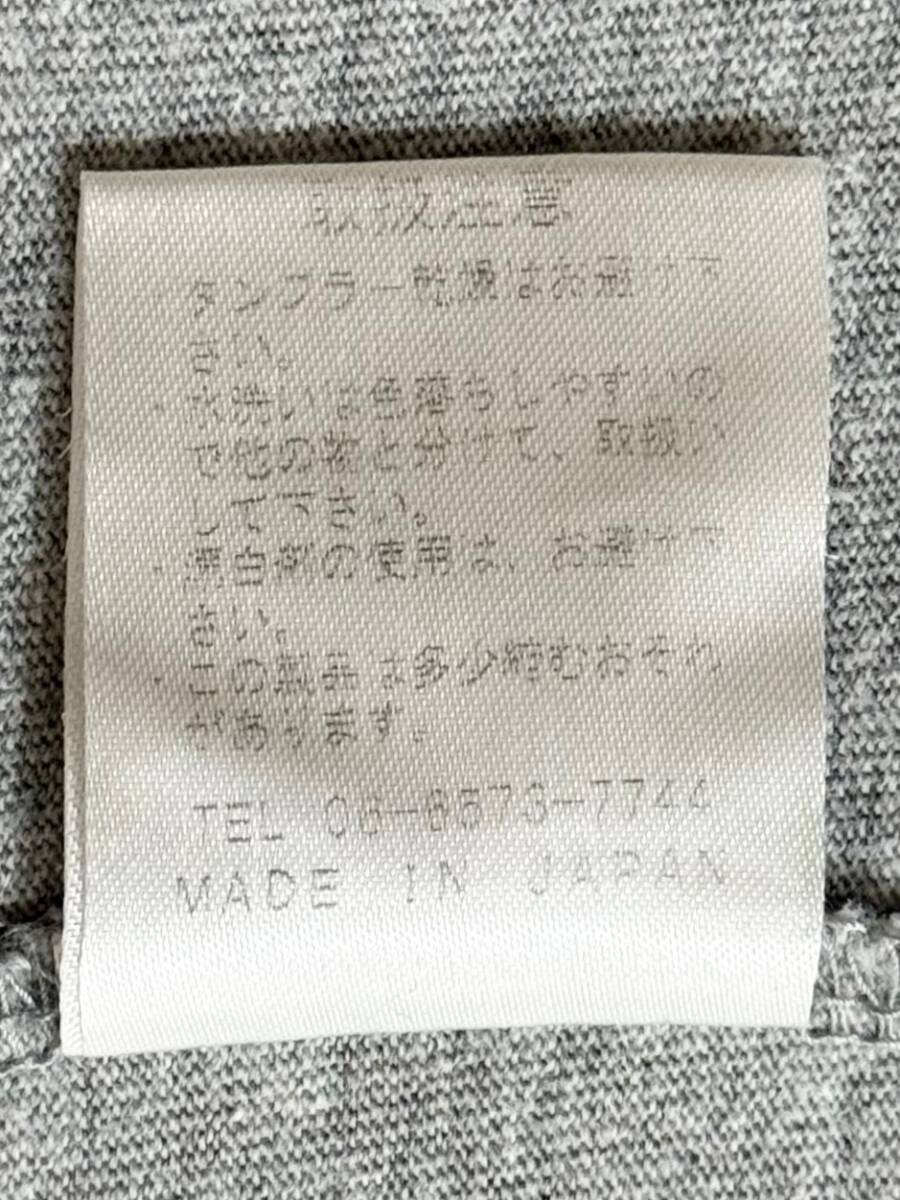 取扱注意
・タンブラー乾燥はお避け下
さい。
・水洗いは色落ちしやすいの
で他の物と分けて、取扱い
して下さい。
・漂白剤の使用は、お避け下
さい。
・この製品は多少縮むおそれ
があります。
TEL 06-6573-7744
MADE IN JAPAN